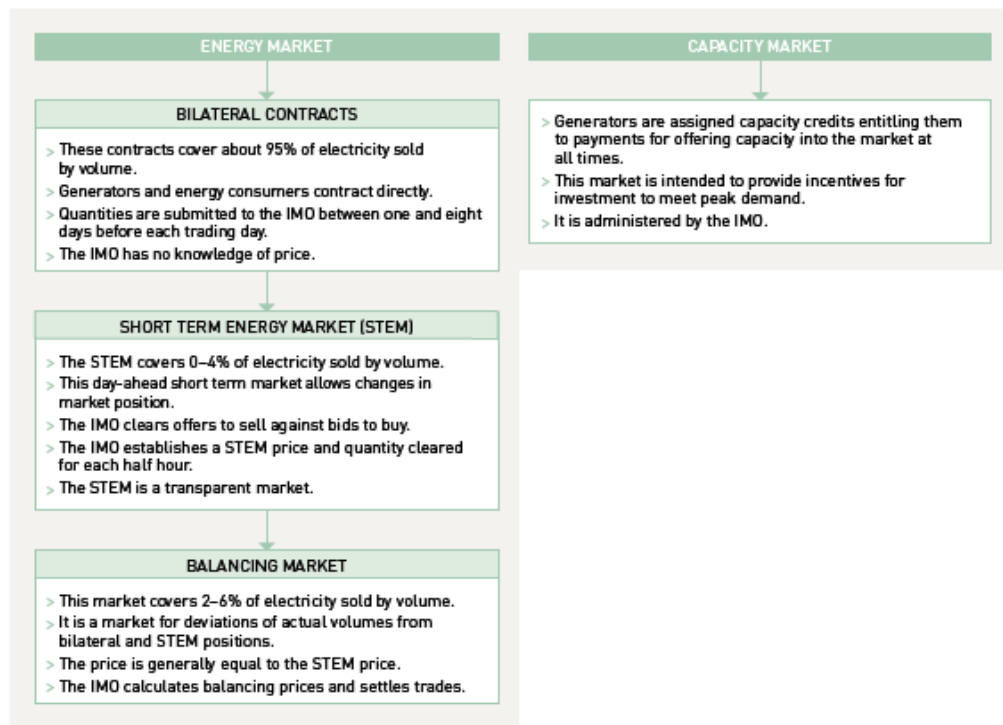 ENERGY MARKET
BILATERAL CONTRACTS
> These contracts cover about 95% of electricity sold
by volume.
> Generators and energy consumers contract directly.
> Quantities are submitted to the IMO between one and eight
days before each trading day.
> The IMO has no knowledge of price.
SHORT TERM ENERGY MARKET (STEM)
> The STEM covers 0–4% of electricity sold by volume.
> This day-ahead short term market allows changes in
market position.
> The IMO clears offers to sell against bids to buy.
> The IMO establishes a STEM price and quantity cleared
for each half hour.
> The STEM is a transparent market.
BALANCING MARKET
> This market covers 2–6% of electricity sold by volume.
> It is a market for deviations of actual volumes from
bilateral and STEM positions.
> The price is generally equal to the STEM price.
> The IMO calculates balancing prices and settles trades.
CAPACITY MARKET
> Generators are assigned capacity credits entitling them
to payments for offering capacity into the market at
all times.
> This market is intended to provide incentives for
investment to meet peak demand.
> It is administered by the IMO.